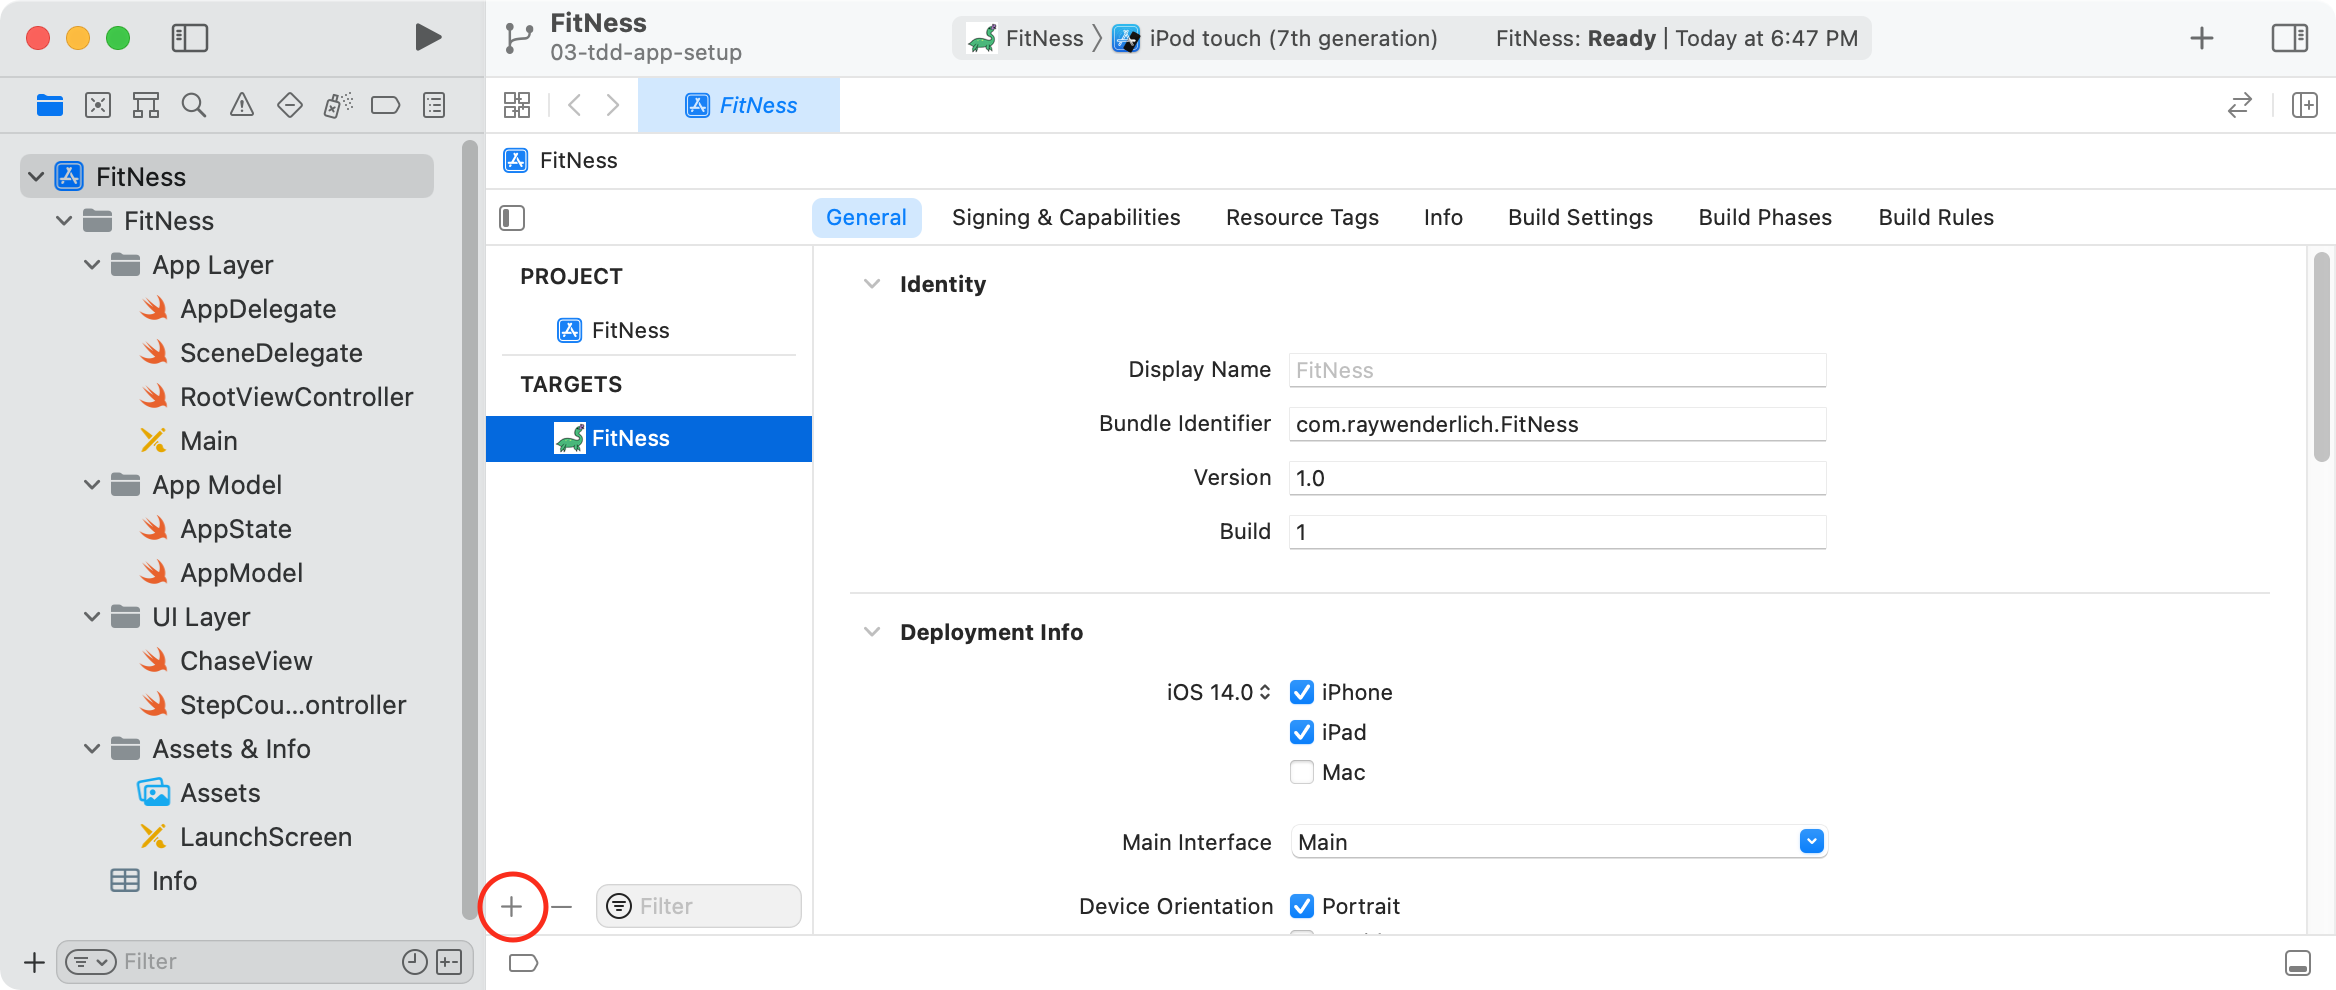 FitNess
03-tdd-app-setup
FitNess
iPod touch (7th generation)
FitNess: Ready | Today at 6:47 PM
FitNess
FitNess
FitNess
App Layer
AppDelegate
SceneDelegate
RootViewController
Main
App Model
AppState
AppModel
UI Layer
ChaseView
StepCou...ontroller
Assets & Info
Assets
LaunchScreen
Info
Filter
FitNess
General
Signing & Capabilities
Resource Tags
Info
Build Settings
Build Phases
Build Rules
PROJECT
FitNess
TARGETS
FitNess
Filter
Identity
Display Name
FitNess
Bundle Identifier
com.raywenderlich.FitNess
Version
1.0
Build
1
Deployment Info
iOS 14.0
iPhone
iPad
Mac
Main Interface
Main
Device Orientation
Portrait